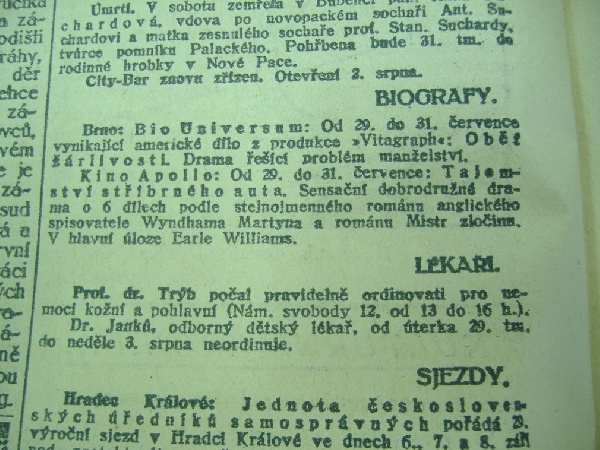 Úmrtí. V sobotu zemřela v Bubenči paní
chardová, vdova po novopackém sochaři Ant. Su-
chardovi a matka zesnulého sochaře prof. Stan. Suchardy,
tvůrce pomníku Palackého. Pohřbena bude 31. tm. do
rodinné hrobky v Nové Pace.
City-Bar znovu zřízen. Otevření 2. srpna.
BIOGRAFY.
Brno: Bio Universum: Od 29. do 31. července
vynikající americké dílo z produkce »Vitagraph«: Oběť
žárlivosti. Drama řešící problém manželství.
Kino Apollo: Od 29. do 31. července: Tajem-
ství stříbrného auta. Sensační dobrodružné dra-
ma o 6 dílech podle stejnojmenného románu anglického
spisovatele Wyndhama Martyna a románu Mistr zločinu.
V hlavní úloze Earle Williams.
LÉKAŘI.
Prof. dr. Trýb počal pravidelně ordinovati pro ne-
moci kožní a pohlavní (Nám. svobody 12, od 13 do 16 h.).
Dr. Janků, odborný dětský lékař, od úterka 29. tm.
do neděle 3. srpna neordinuje.
SJEZDY.
Hradec Králové: Jednota českosloven-
ských úředníků samosprávných pořádá 29.
výroční sjezd v Hradci Králové ve dnech 6., 7. a 8. září